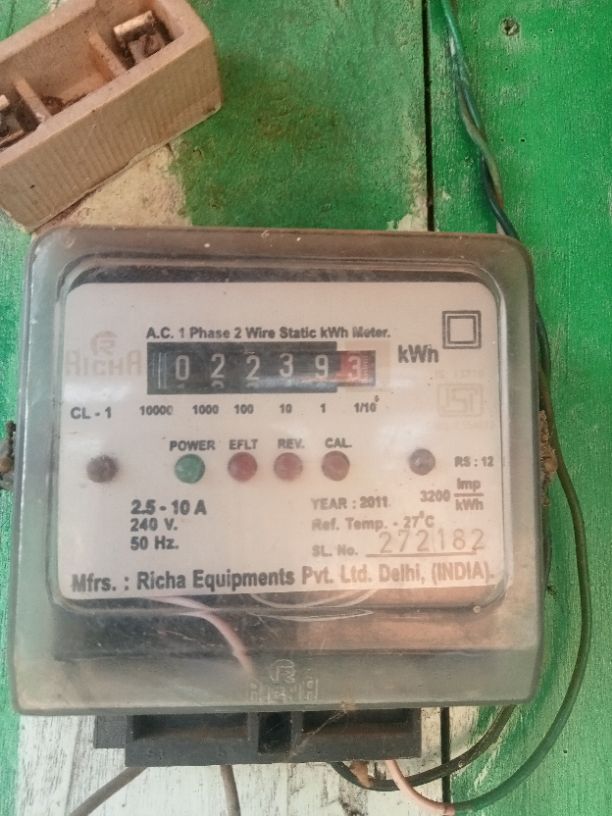 A.C. 1 Phase 2 Wire Static kWh Meter.
RICHA
0 2 2 3 9 3 kWh
CL - 1 10000 1000 100 10 1 1/10
POWER EFLT REV. CAL.
RS : 12
2.5 - 10 A YEAR : 2011 3200 Imp/kWh
240 V. Ref. Temp. - 27°C
50 Hz. SL. No. 272182
Mfrs. : Richa Equipments Pvt. Ltd. Delhi, (INDIA).
RICHA